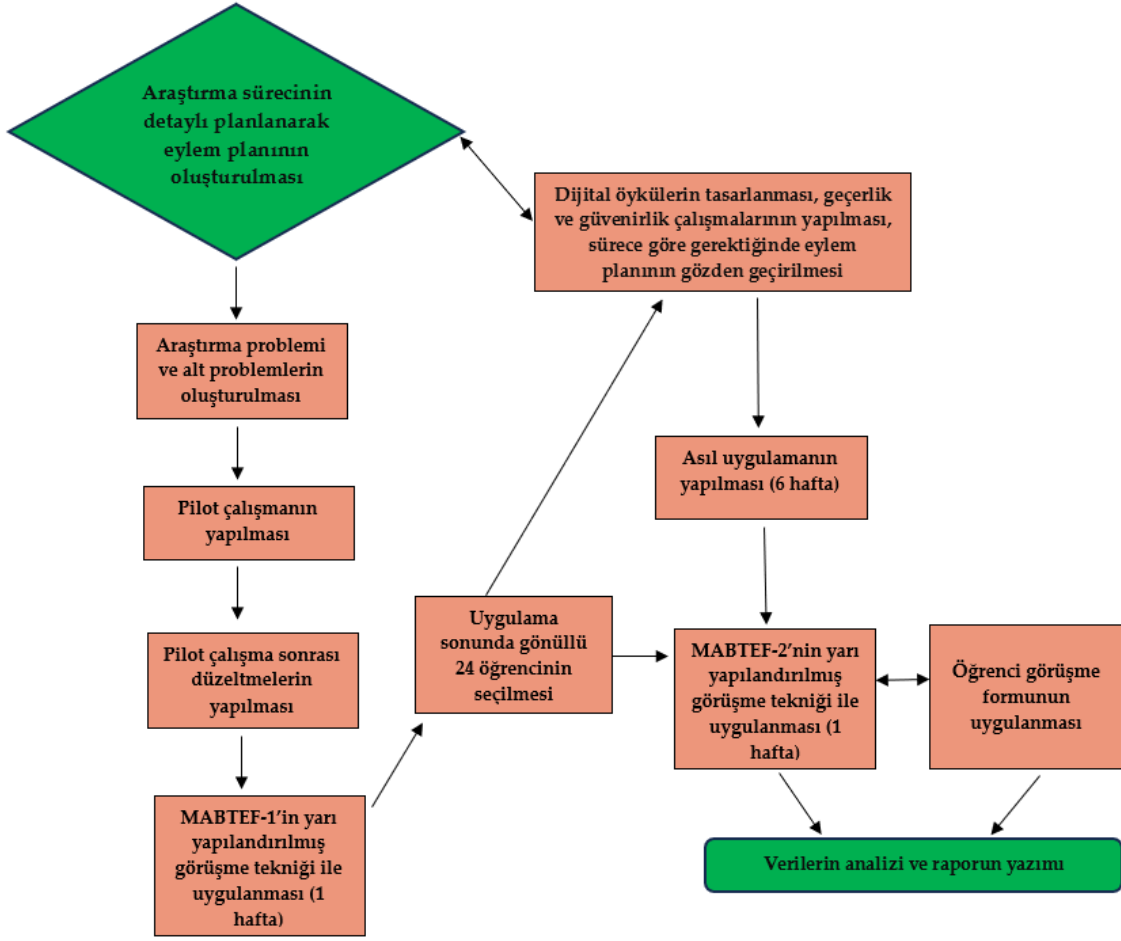 Araştırma sürecinin
detaylı planlanarak
eylem planının
oluşturulması
Dijital öykülerin tasarlanması, geçerlik
ve güvenirlik çalışmalarının yapılması,
sürece göre gerektiğinde eylem
planının gözden geçirilmesi
Araştırma problemi
ve alt problemlerin
oluşturulması
Asıl uygulamanın
yapılması (6 hafta)
Pilot çalışmanın
yapılması
Uygulama
sonunda gönüllü
24 öğrencinin
seçilmesi
Pilot çalışma sonrası
düzeltmelerin
yapılması
MABTEF-2’nin yarı
yapılandırılmış
görüşme tekniği ile
uygulanması (1
hafta)
Öğrenci görüşme
formunun
uygulanması
MABTEF-1’in yarı
yapılandırılmış
görüşme tekniği ile
uygulanması (1
hafta)
Verilerin analizi ve raporun yazımı